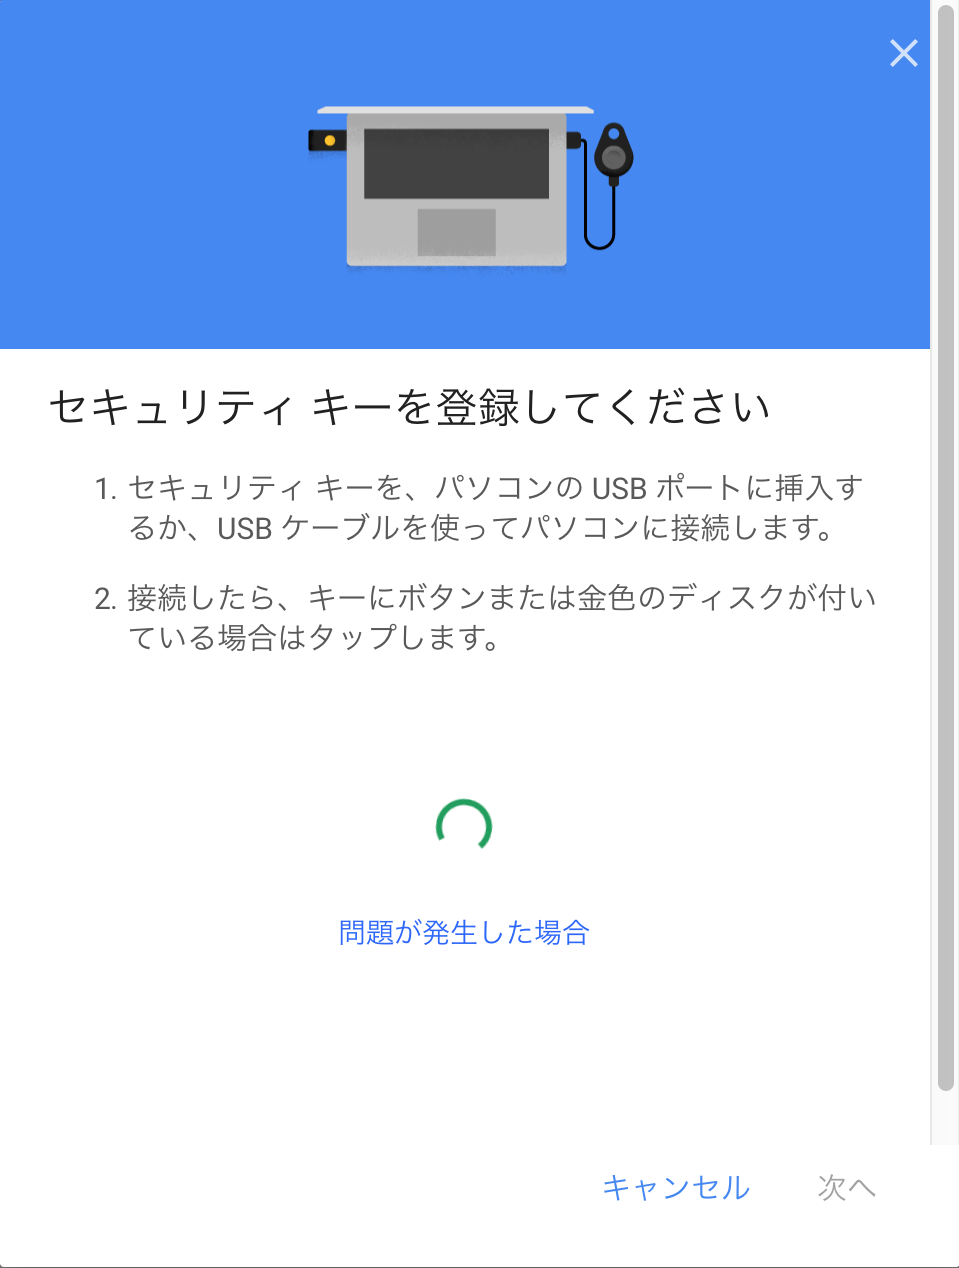 セキュリティ キーを登録してください
1. セキュリティ キーを、パソコンの USB ポートに挿入す
るか、USB ケーブルを使ってパソコンに接続します。
2. 接続したら、キーにボタンまたは金色のディスクが付い
ている場合はタップします。
問題が発生した場合
キャンセル 次へ